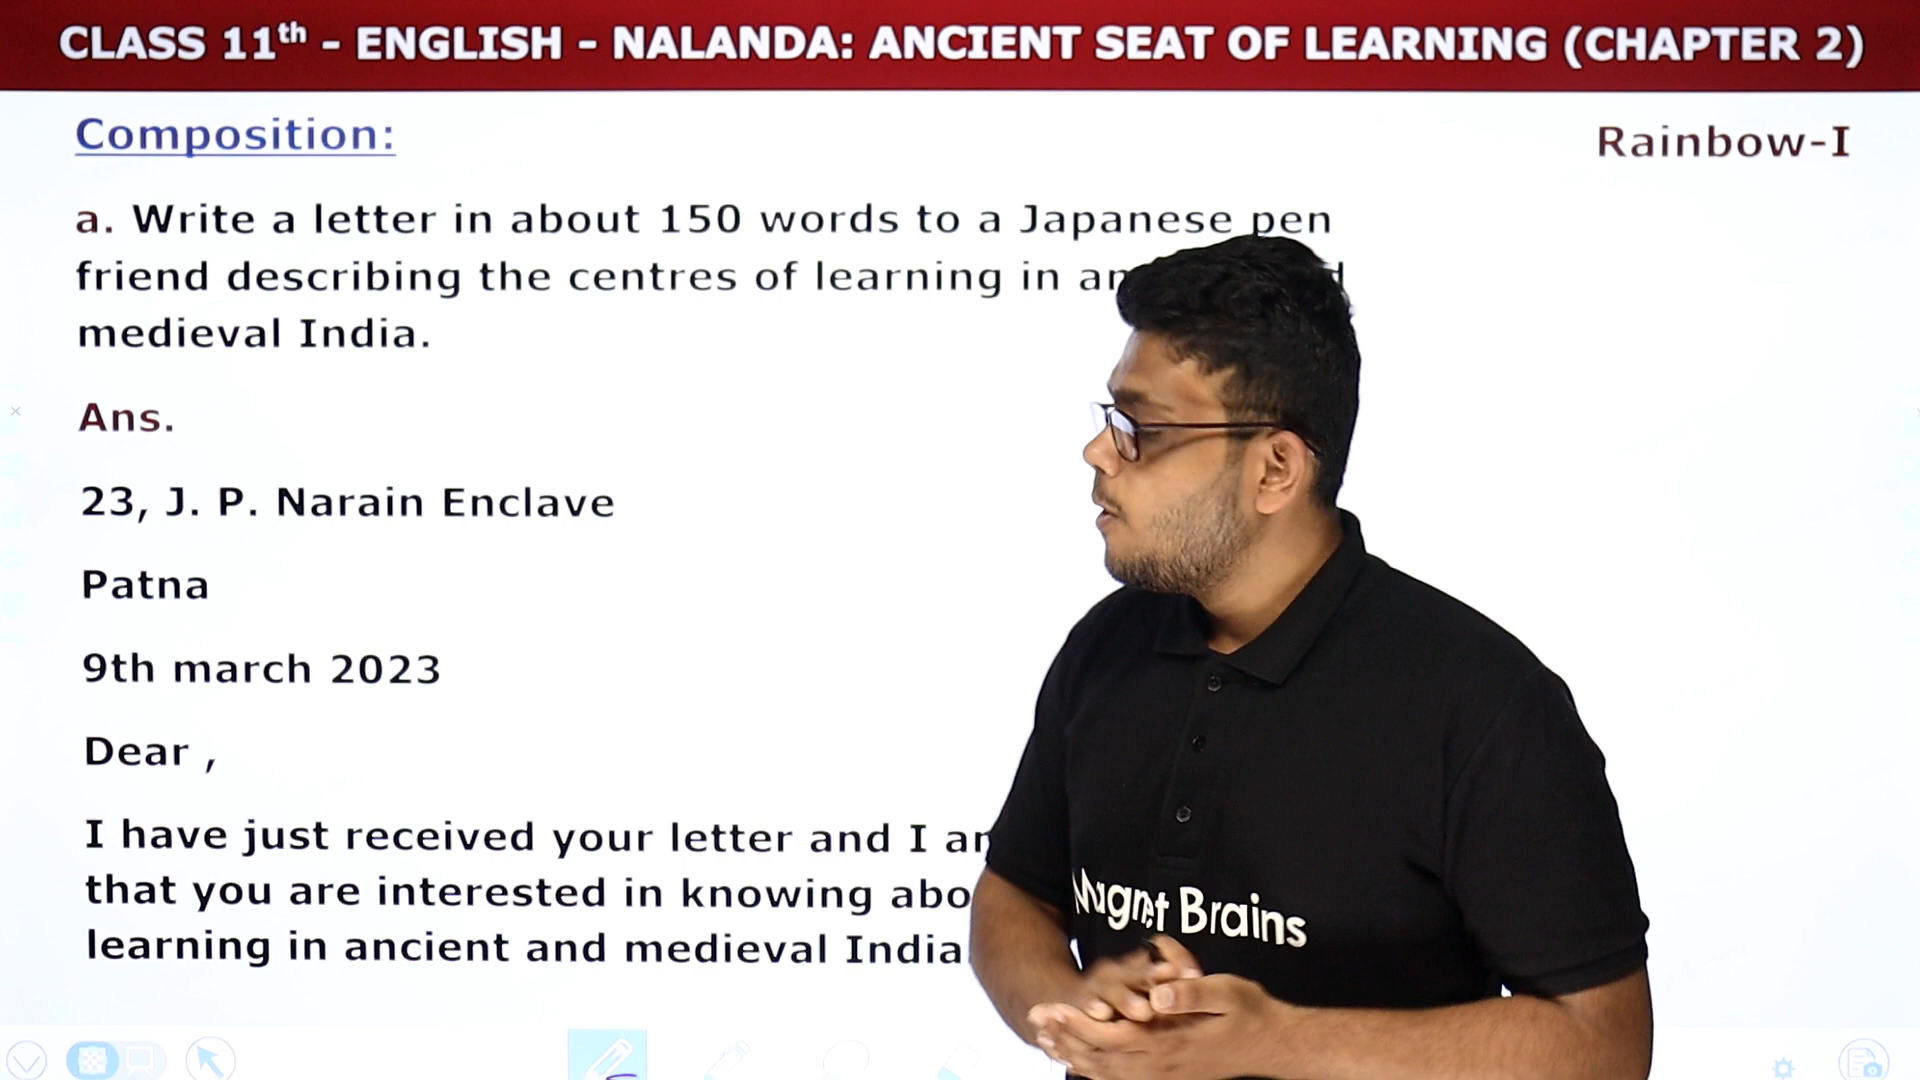 CLASS 11th - ENGLISH - NALANDA: ANCIENT SEAT OF LEARNING (CHAPTER 2)
Composition:
Rainbow-I
a. Write a letter in about 150 words to a Japanese pen
friend describing the centres of learning in
medieval India.
Ans.
23, J. P. Narain Enclave
Patna
9th march 2023
Dear ,
I have just received your letter and I
that you are interested in knowing
learning in ancient and medieval India
Magnet Brains